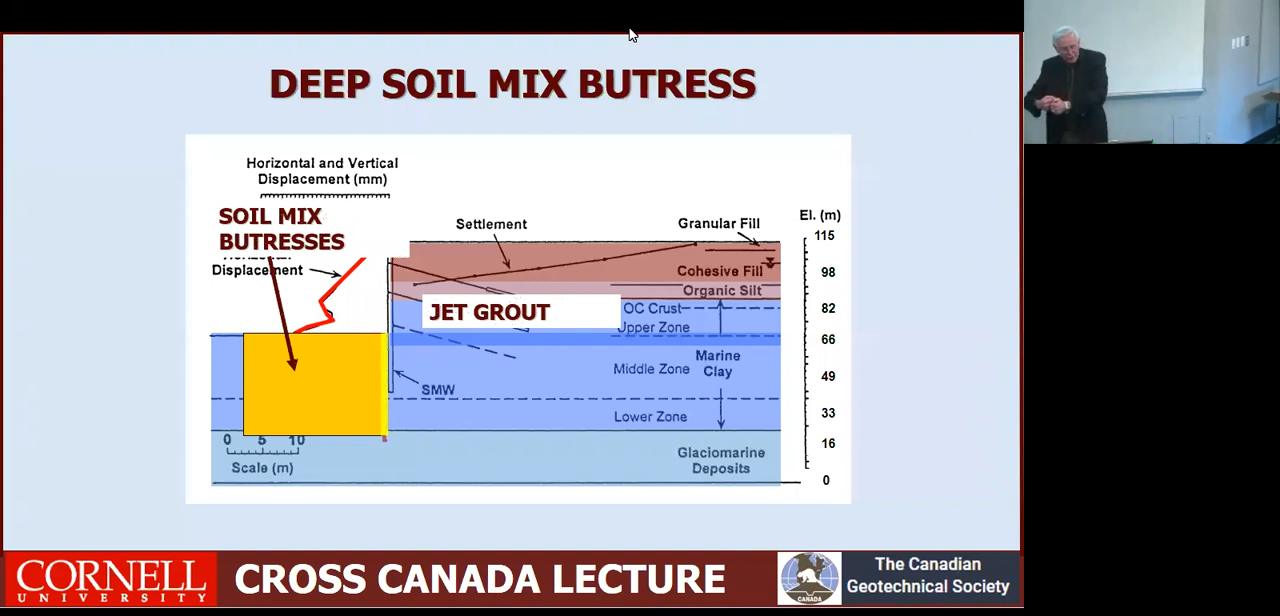 DEEP SOIL MIX BUTRESS
Horizontal and Vertical
Displacement (mm)
SOIL MIX
BUTRESSES
Displacement
Settlement
Granular Fill
El. (m)
115
Cohesive Fill
98
Organic Silt
JET GROUT
OC Crust
82
Upper Zone
66
Marine
Clay
Middle Zone
49
SMW
33
Lower Zone
16
0 5 10
Scale (m)
Glaciomarine
Deposits
0
CORNELL
UNIVERSITY
CROSS CANADA LECTURE
CANADA
The Canadian
Geotechnical Society